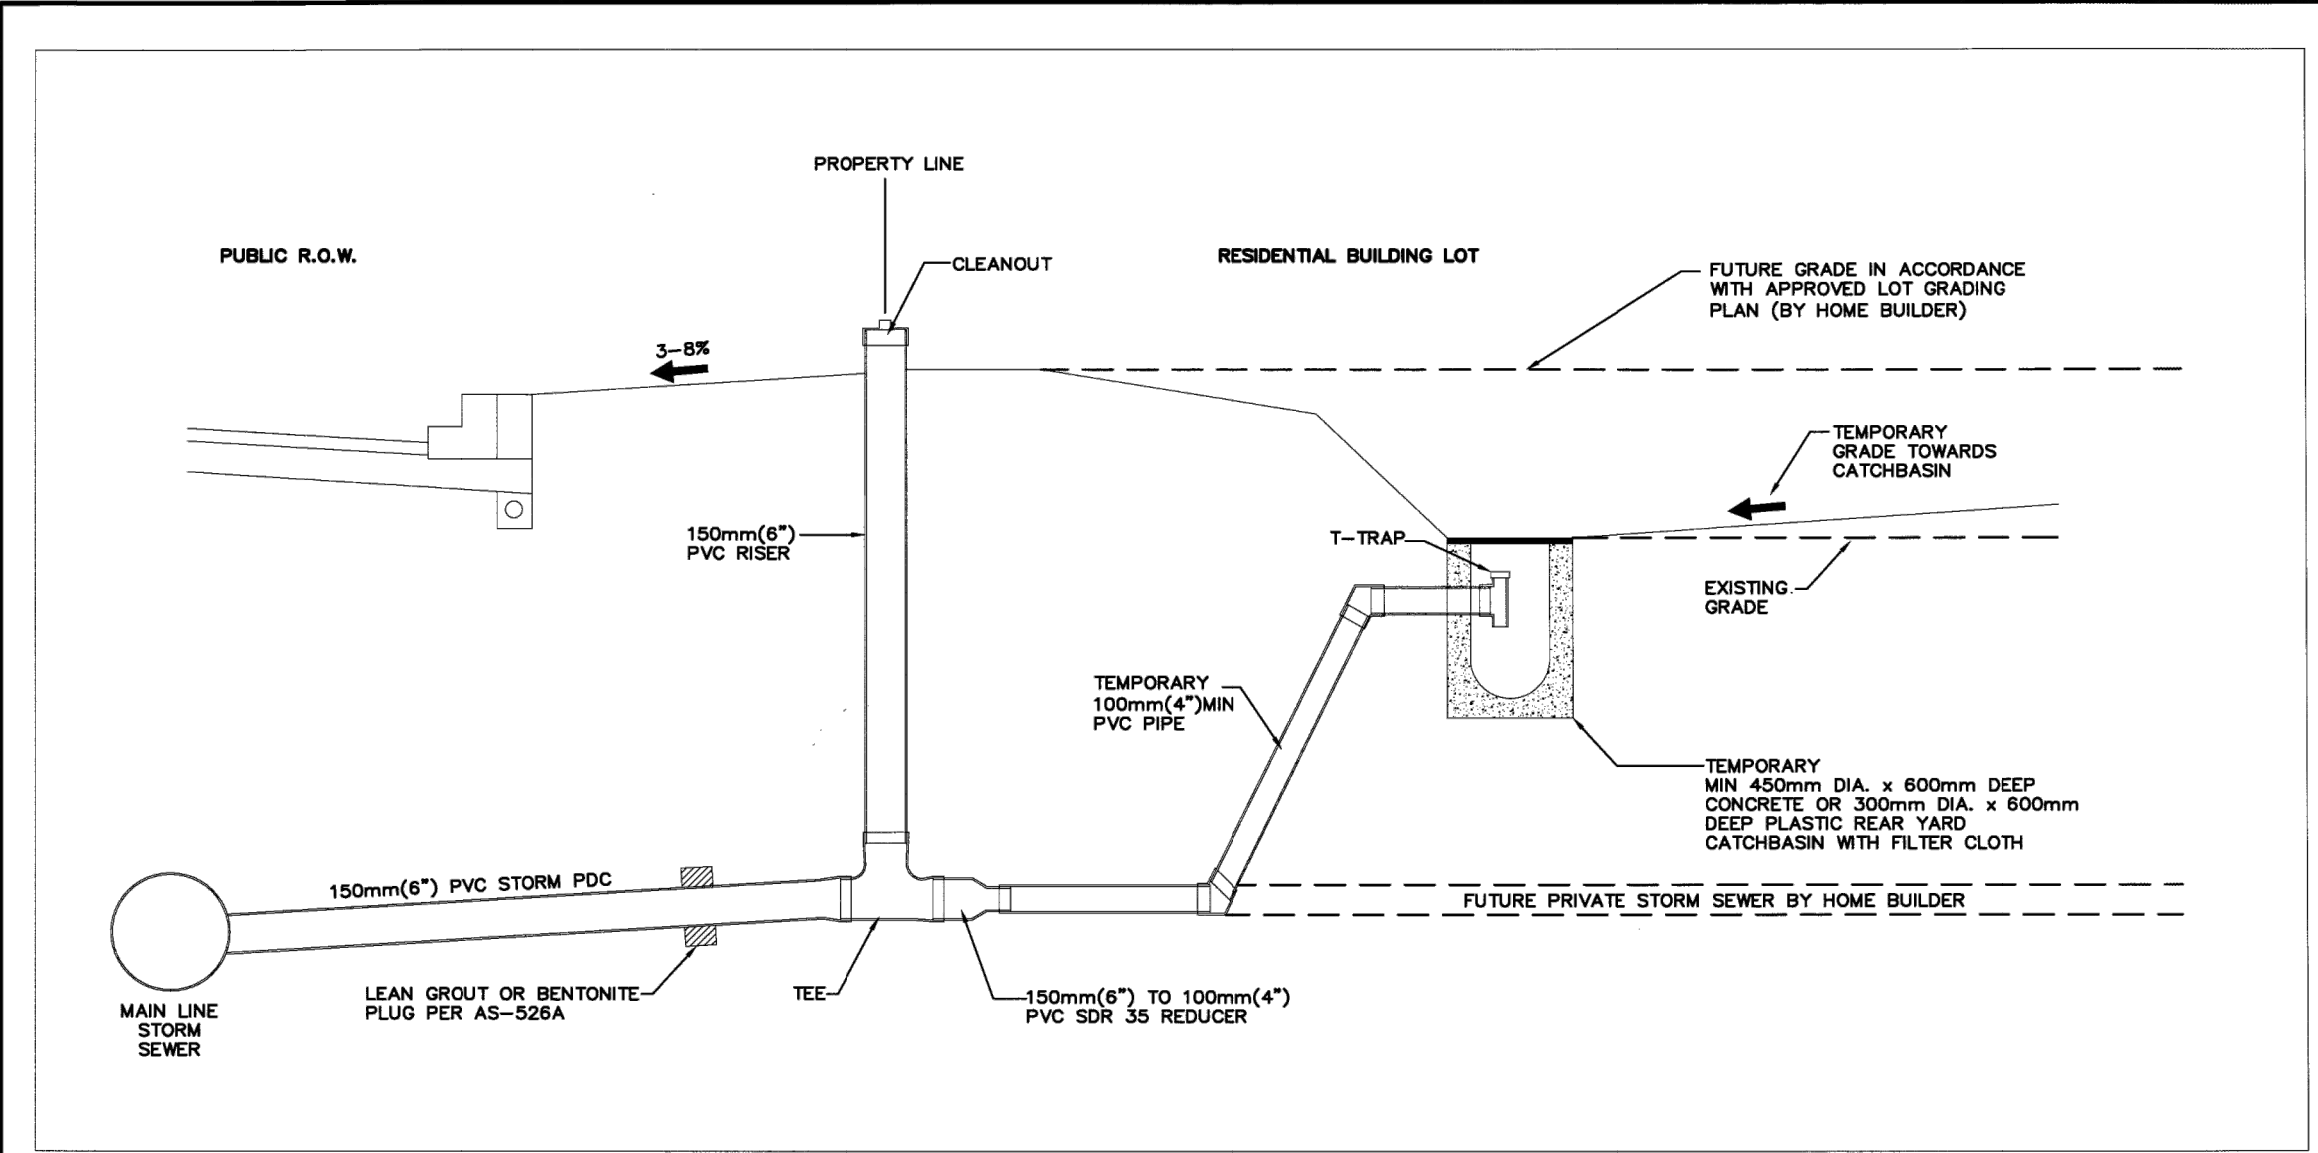 PROPERTY LINE
PUBLIC R.O.W.
CLEANOUT
RESIDENTIAL BUILDING LOT
FUTURE GRADE IN ACCORDANCE
WITH APPROVED LOT GRADING
PLAN (BY HOME BUILDER)
3-8%
TEMPORARY
GRADE TOWARDS
CATCHBASIN
150mm(6")
PVC RISER
T-TRAP
EXISTING
GRADE
TEMPORARY
100mm(4")MIN
PVC PIPE
TEMPORARY
MIN 450mm DIA. x 600mm DEEP
CONCRETE OR 300mm DIA. x 600mm
DEEP PLASTIC REAR YARD
CATCHBASIN WITH FILTER CLOTH
150mm(6") PVC STORM PDC
FUTURE PRIVATE STORM SEWER BY HOME BUILDER
LEAN GROUT OR BENTONITE
PLUG PER AS-526A
TEE
150mm(6") TO 100mm(4")
PVC SDR 35 REDUCER
MAIN LINE
STORM
SEWER